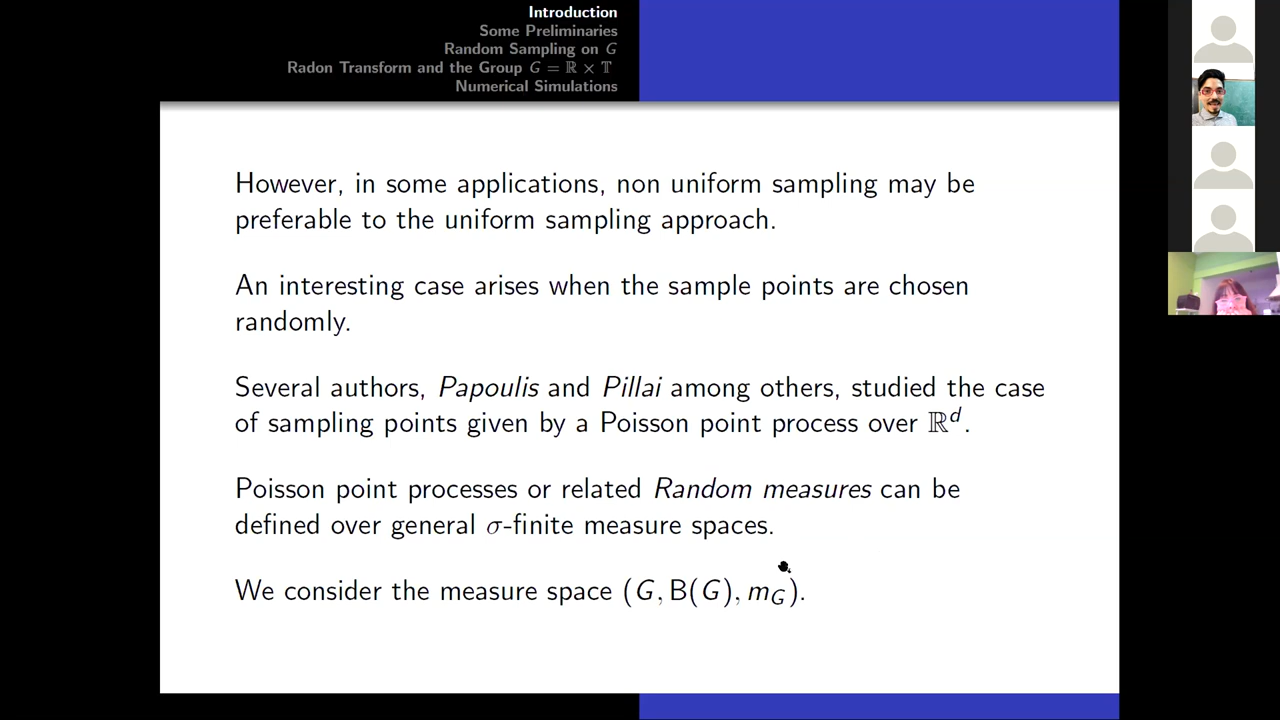 Introduction
Some Preliminaries
Random Sampling on G
Radon Transform and the Group G = ℝ × 𝕋
Numerical Simulations
However, in some applications, non uniform sampling may be
preferable to the uniform sampling approach.
An interesting case arises when the sample points are chosen
randomly.
Several authors, Papoulis and Pillai among others, studied the case
of sampling points given by a Poisson point process over ℝ^d.
Poisson point processes or related Random measures can be
defined over general σ-finite measure spaces.
We consider the measure space (G, B(G), m_G).